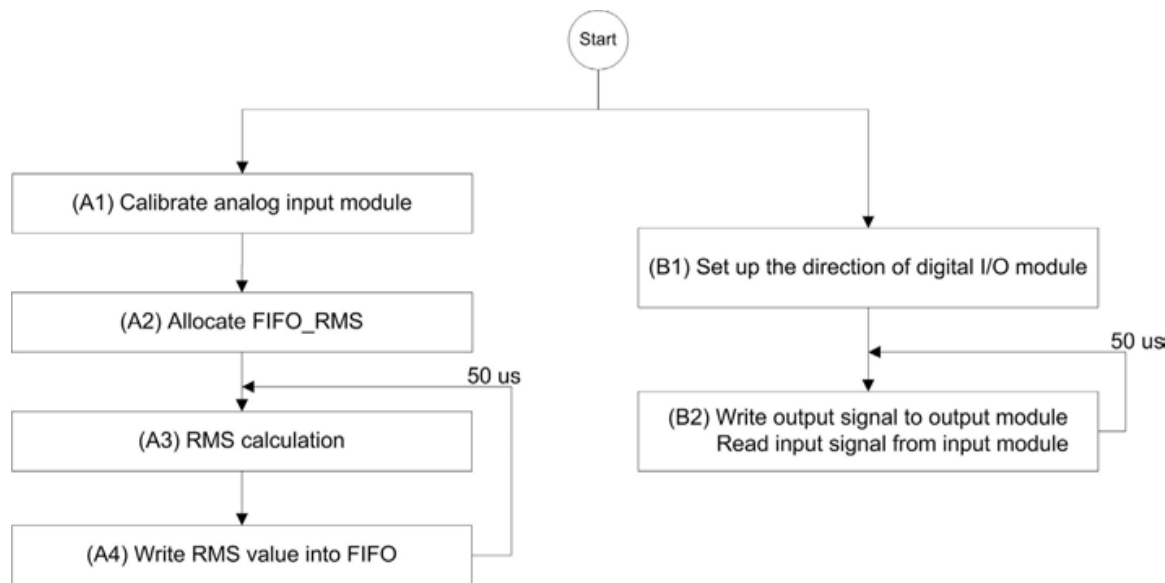 Start
(A1) Calibrate analog input module
(A2) Allocate FIFO_RMS
50 us
(A3) RMS calculation
(A4) Write RMS value into FIFO
(B1) Set up the direction of digital I/O module
50 us
(B2) Write output signal to output module
Read input signal from input module